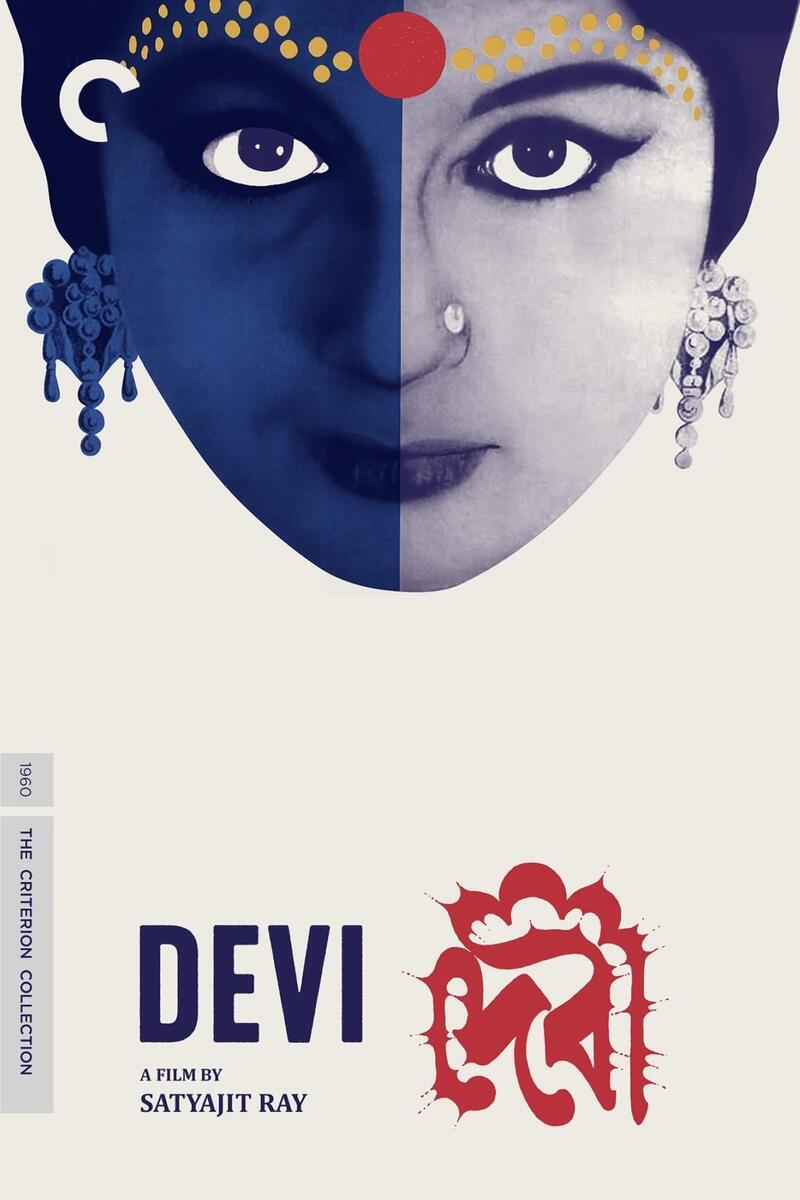 1960
THE CRITERION COLLECTION
DEVI
দেবী
A FILM BY
SATYAJIT RAY